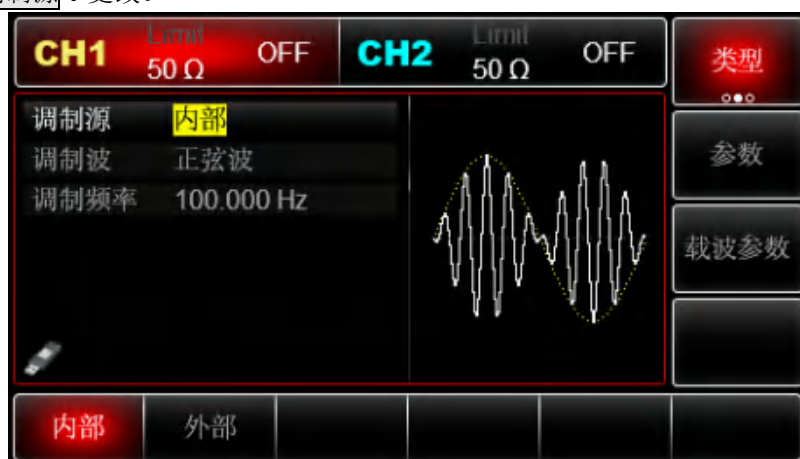 CH1 Limit 50 Ω OFF CH2 Limit 50 Ω OFF 类型
调制源 内部
调制波 正弦波
调制频率 100.000 Hz
参数
载波参数
内部 外部